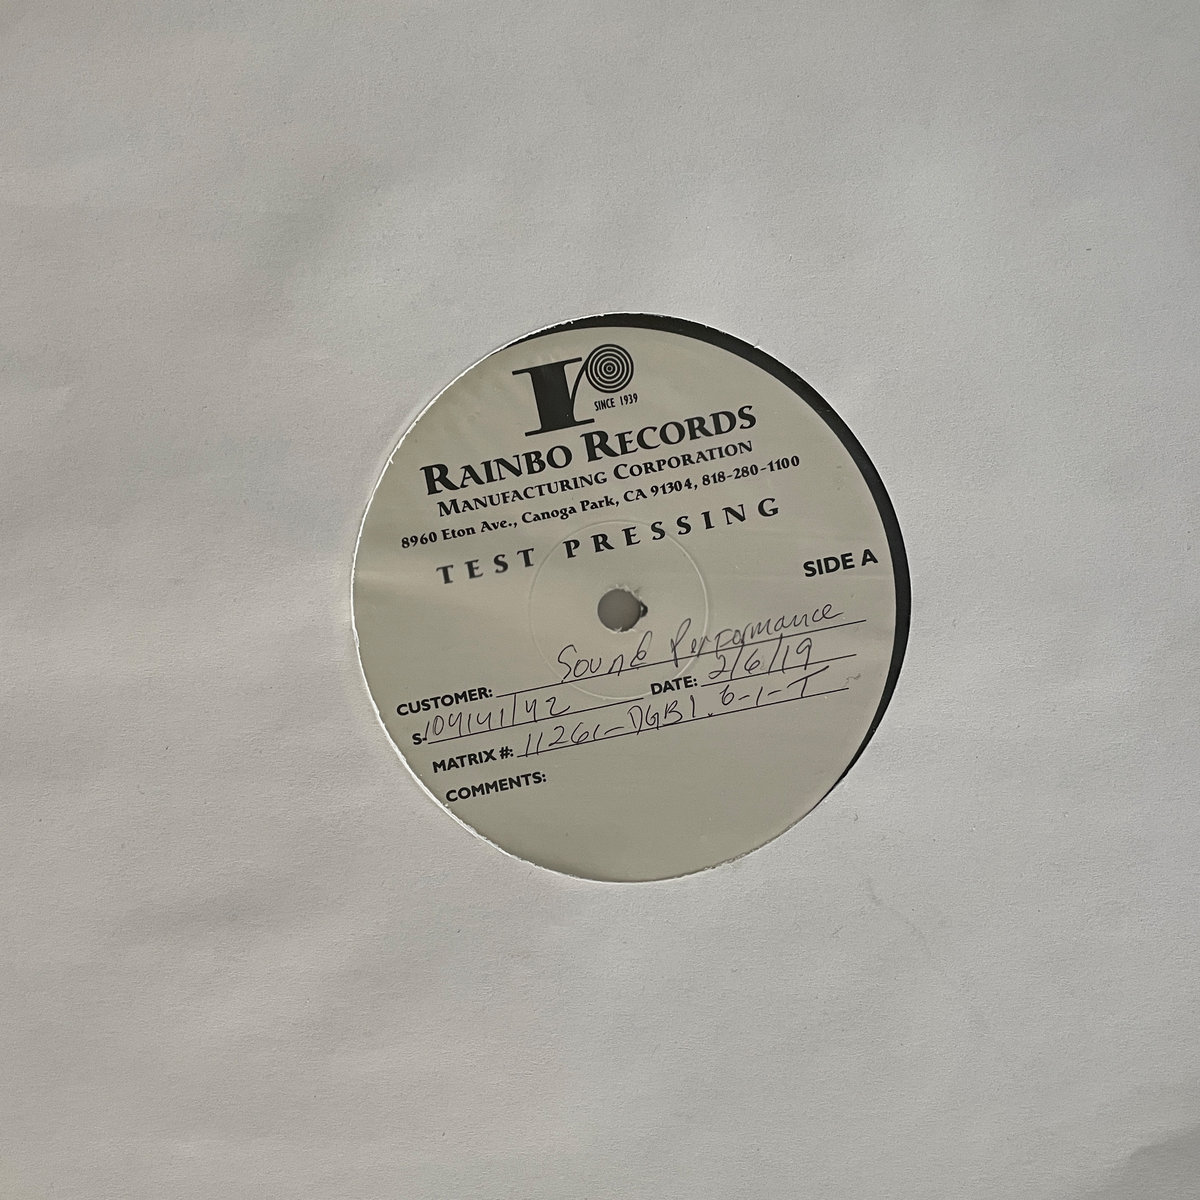 r
SINCE 1939
RAINBO RECORDS
MANUFACTURING CORPORATION
8960 Eton Ave., Canoga Park, CA 91304, 818-280-1100
TEST PRESSING
SIDE A
CUSTOMER: Sound Performance
S-104141/42 DATE: 2/6/19
MATRIX #: 11261-DGB1.6-1-T
COMMENTS: